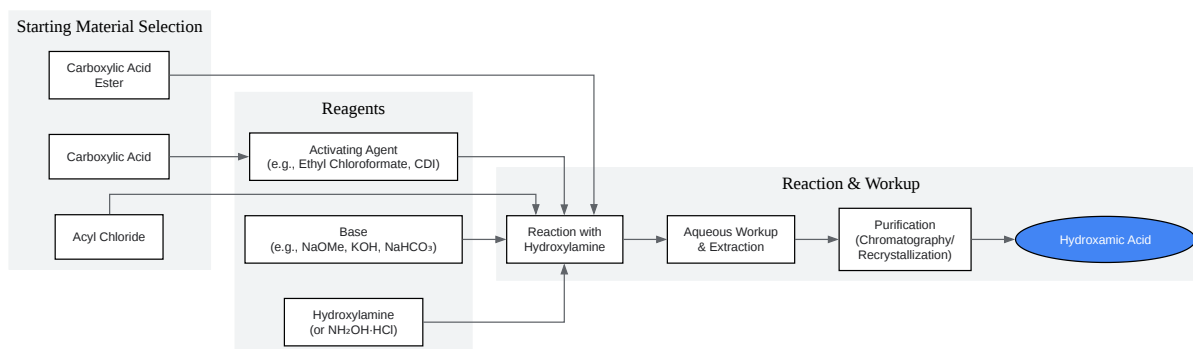 Starting Material Selection
Carboxylic Acid
Ester
Carboxylic Acid
Acyl Chloride
Reagents
Activating Agent
(e.g., Ethyl Chloroformate, CDI)
Base
(e.g., NaOMe, KOH, NaHCO₃)
Hydroxylamine
(or NH₂OH·HCl)
Reaction & Workup
Reaction with
Hydroxylamine
Aqueous Workup
& Extraction
Purification
(Chromatography/
Recrystallization)
Hydroxamic Acid